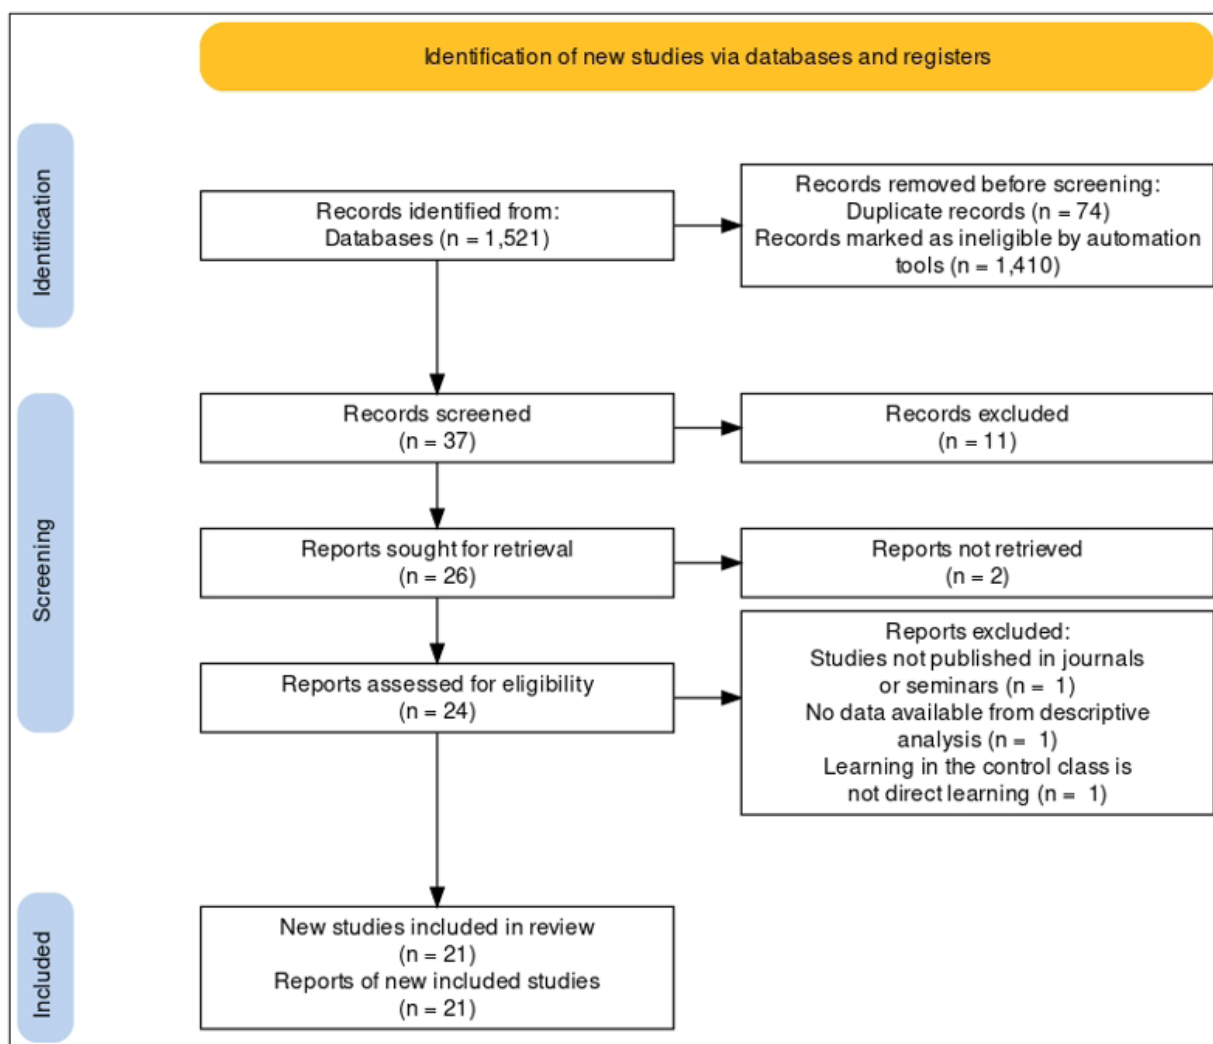 Identification of new studies via databases and registers
Identification
Records identified from:
Databases (n = 1,521)
Records removed before screening:
Duplicate records (n = 74)
Records marked as ineligible by automation
tools (n = 1,410)
Screening
Records screened
(n = 37)
Records excluded
(n = 11)
Reports sought for retrieval
(n = 26)
Reports not retrieved
(n = 2)
Reports assessed for eligibility
(n = 24)
Reports excluded:
Studies not published in journals
or seminars (n = 1)
No data available from descriptive
analysis (n = 1)
Learning in the control class is
not direct learning (n = 1)
Included
New studies included in review
(n = 21)
Reports of new included studies
(n = 21)